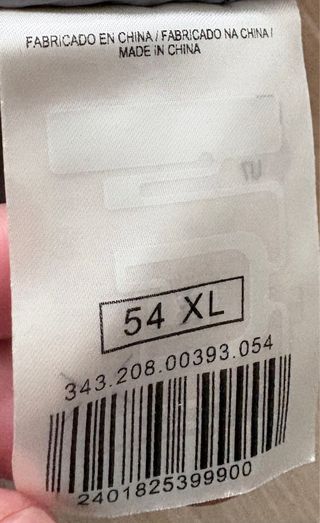 FABRICADO EN CHINA / FABRICADO NA CHINA /
MADE IN CHINA
54 XL
343.208.00393.054
2401825399900